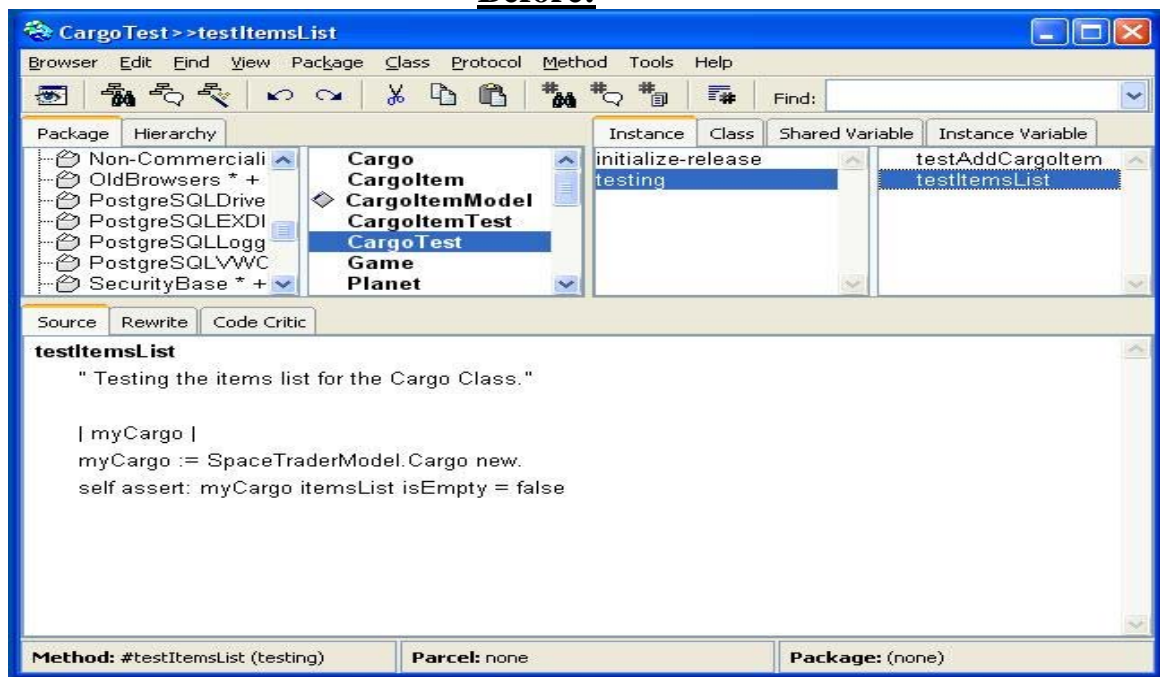 Before:
CargoTest>>testItemsList
Browser Edit Find View Package Class Protocol Method Tools Help
Find:
Package Hierarchy
Instance Class Shared Variable Instance Variable
Non-Commerciali
OldBrowsers * +
PostgreSQLDrive
PostgreSQLEXDI
PostgreSQLLogg
PostgreSQLVWC
SecurityBase * +
Cargo
CargoItem
CargoItemModel
CargoItemTest
CargoTest
Game
Planet
initialize-release
testing
testAddCargoItem
testItemsList
Source Rewrite Code Critic
testItemsList
" Testing the items list for the Cargo Class."
| myCargo |
myCargo := SpaceTraderModel.Cargo new.
self assert: myCargo itemsList isEmpty = false
Method: #testItemsList (testing) Parcel: none Package: (none)